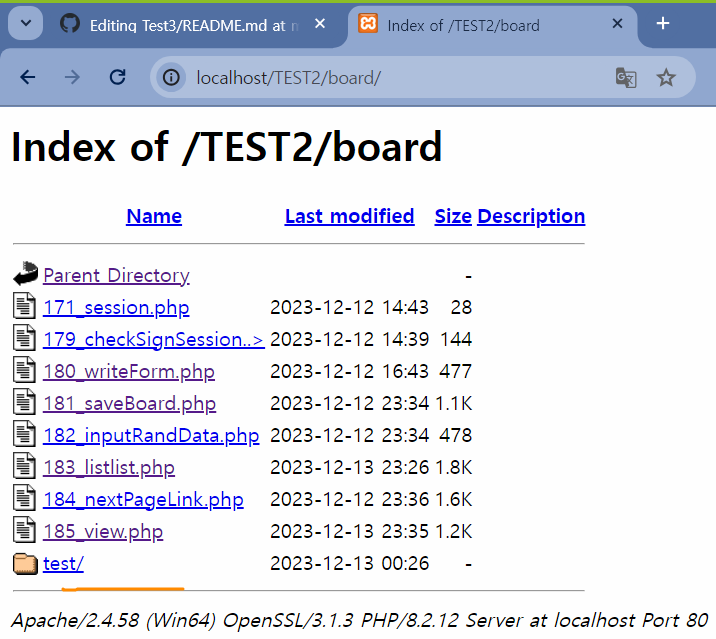 Editing Test3/README.md at m
Index of /TEST2/board
localhost/TEST2/board/
Index of /TEST2/board
Name Last modified Size Description
Parent Directory -
171_session.php 2023-12-12 14:43 28
179_checkSignSession..> 2023-12-12 14:39 144
180_writeForm.php 2023-12-12 16:43 477
181_saveBoard.php 2023-12-12 23:34 1.1K
182_inputRandData.php 2023-12-12 23:34 478
183_listlist.php 2023-12-13 23:26 1.8K
184_nextPageLink.php 2023-12-12 23:36 1.6K
185_view.php 2023-12-13 23:35 1.2K
test/ 2023-12-13 00:26 -
Apache/2.4.58 (Win64) OpenSSL/3.1.3 PHP/8.2.12 Server at localhost Port 80